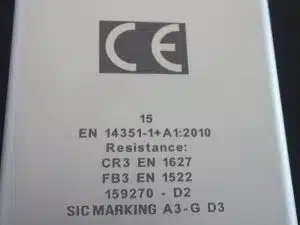 CE
15
EN 14351-1+A1:2010
Resistance:
CR3 EN 1627
FB3 EN 1522
159270 - D2
SIC MARKING A3-G D3